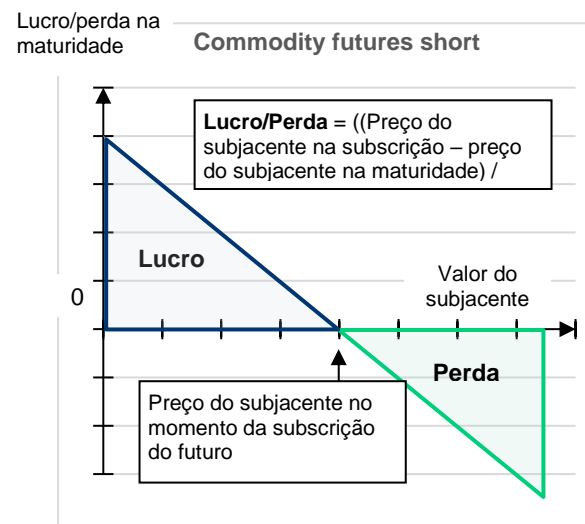 Lucro/perda na
maturidade
Commodity futures short
Lucro/Perda = ((Preço do
subjacente na subscrição – preço
do subjacente na maturidade) /
Lucro
Valor do
subjacente
0
Perda
Preço do subjacente no
momento da subscrição
do futuro